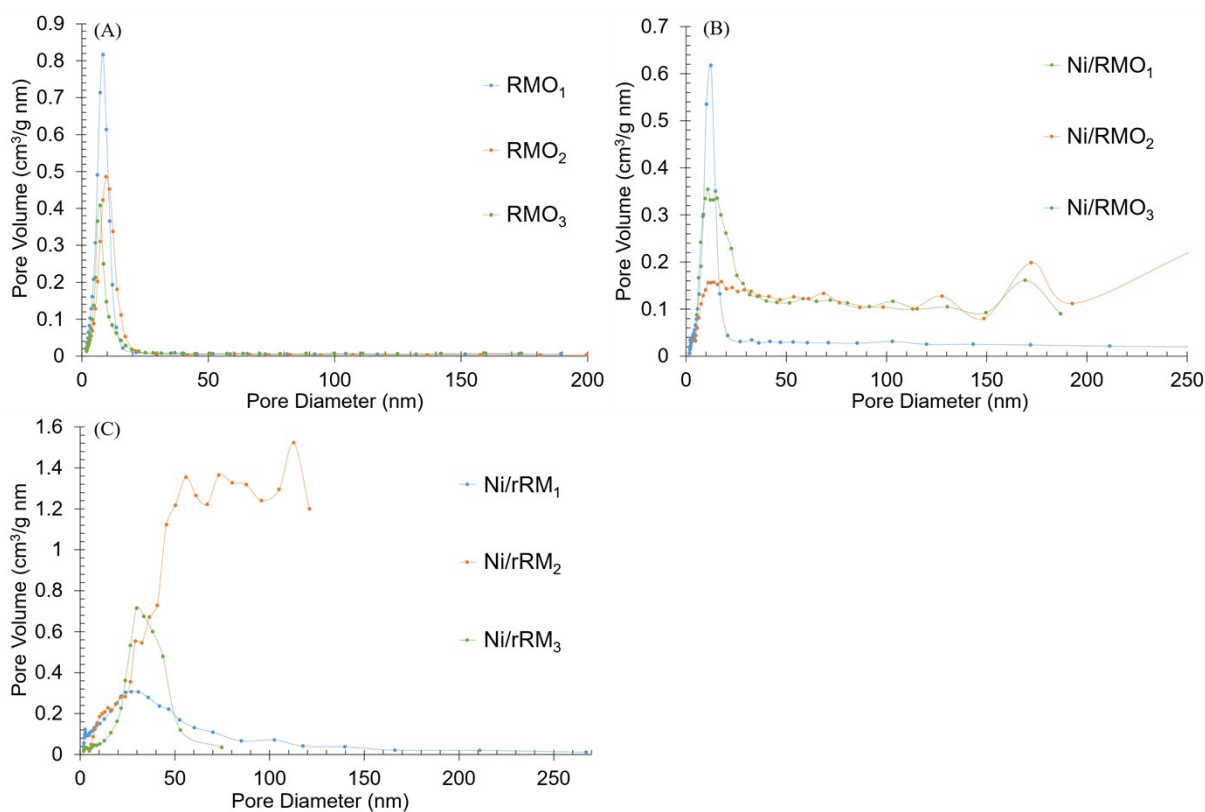 (A)
Pore Volume (cm³/g nm)
0.9
0.8
0.7
0.6
0.5
0.4
0.3
0.2
0.1
0
0 50 100 150 200
Pore Diameter (nm)
RMO₁
RMO₂
RMO₃
(B)
Pore Volume (cm³/g nm)
0.7
0.6
0.5
0.4
0.3
0.2
0.1
0
0 50 100 150 200 250
Pore Diameter (nm)
Ni/RMO₁
Ni/RMO₂
Ni/RMO₃
(C)
Pore Volume (cm³/g nm
1.6
1.4
1.2
1
0.8
0.6
0.4
0.2
0
0 50 100 150 200 250
Pore Diameter (nm)
Ni/rRM₁
Ni/rRM₂
Ni/rRM₃